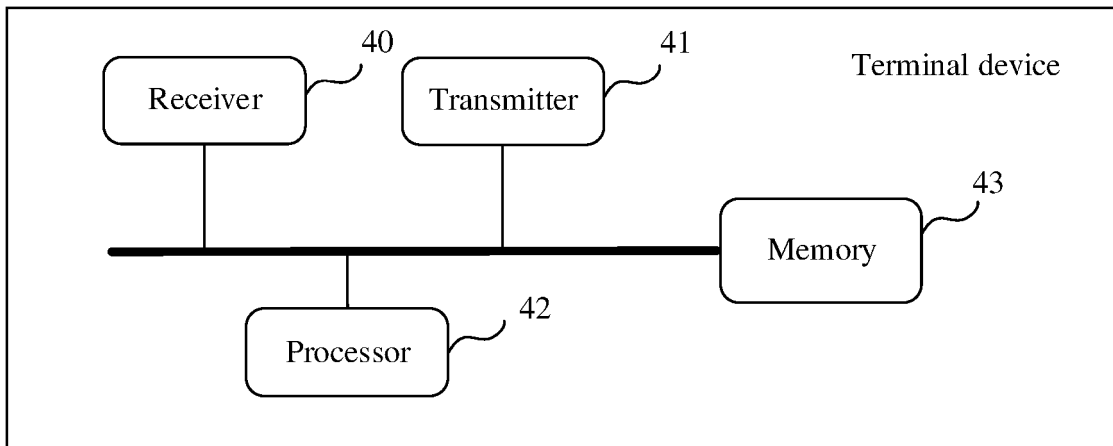 40
41
Terminal device
Receiver
Transmitter
43
Memory
42
Processor